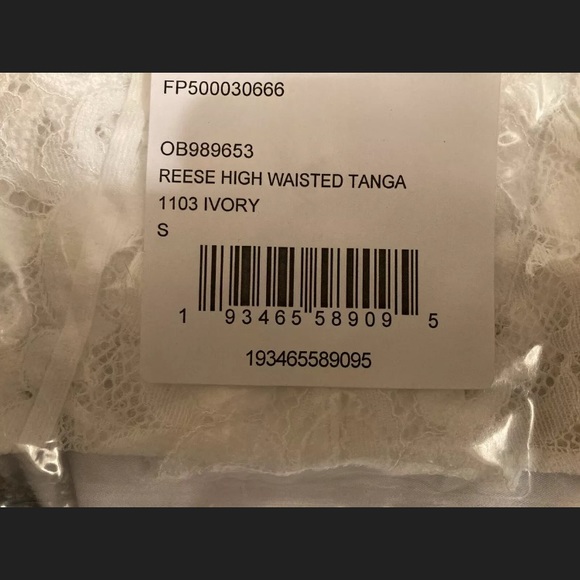 FP500030666
OB989653
REESE HIGH WAISTED TANGA
1103 IVORY
S
1 93465 58909 5
193465589095